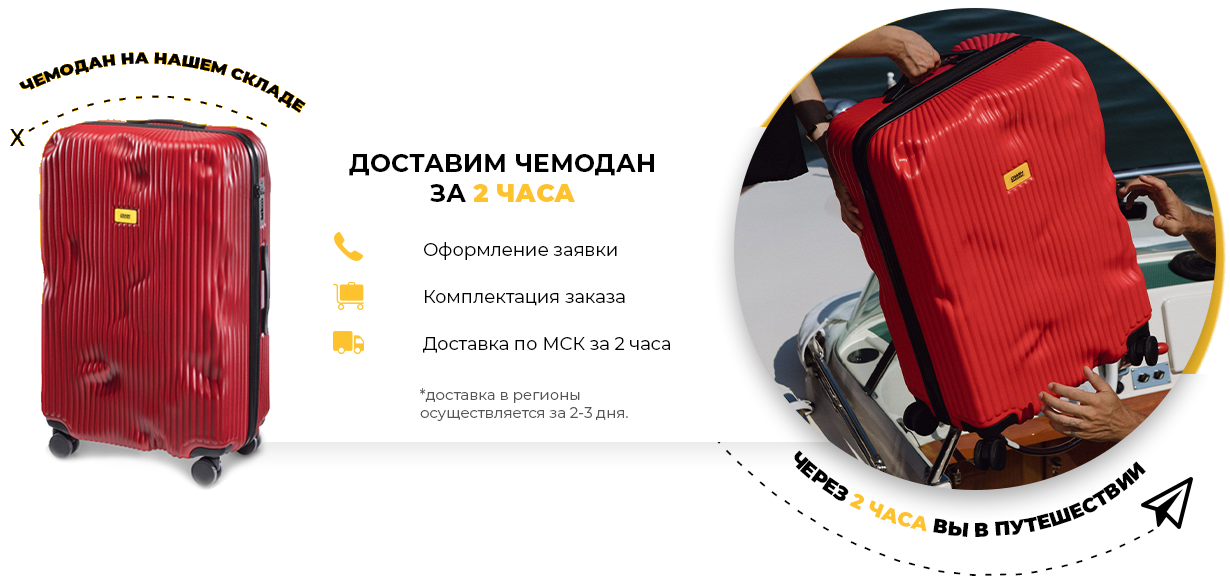 ЧЕМОДАН НА НАШЕМ СКЛАДЕ
X
ДОСТАВИМ ЧЕМОДАН
ЗА 2 ЧАСА
Оформление заявки
Комплектация заказа
Доставка по МСК за 2 часа
*доставка в регионы
осуществляется за 2-3 дня.
ЧЕРЕЗ 2 ЧАСА ВЫ В ПУТЕШЕСТВИИ